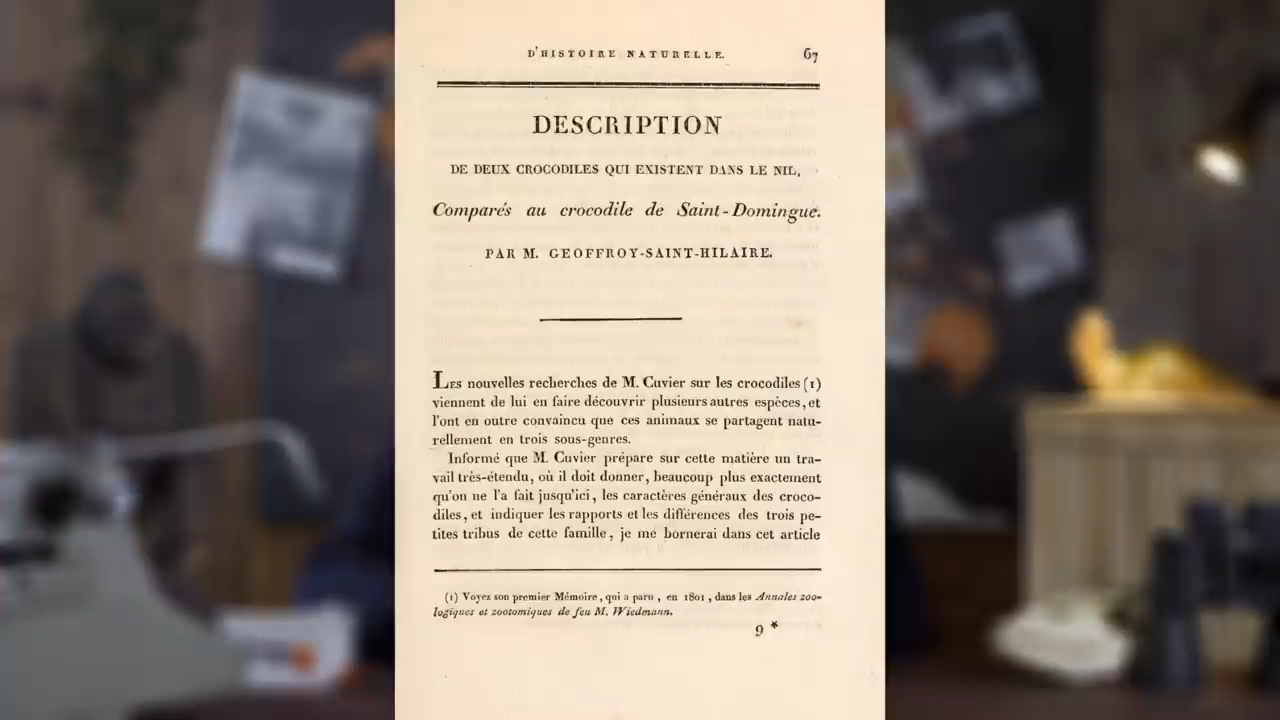 D'HISTOIRE NATURELLE. 67
DESCRIPTION
DE DEUX CROCODILES QUI EXISTENT DANS LE NIL,
Comparés au crocodile de Saint-Domingue.
PAR M. GEOFFROY-SAINT-HILAIRE.
Les nouvelles recherches de M. Cuvier sur les crocodiles (1)
viennent de lui en faire découvrir plusieurs autres espèces, et
l'ont en outre convaincu que ces animaux se partagent natu-
rellement en trois sous-genres.
Informé que M. Cuvier prépare sur cette matière un tra-
vail très-étendu, où il doit donner, beaucoup plus exactement
qu'on ne l'a fait jusqu'ici, les caractères généraux des croco-
diles, et indiquer les rapports et les différences des trois pe-
tites tribus de cette famille, je me bornerai dans cet article
(1) Voyez son premier Mémoire, qui a paru, en 1801, dans les Annales zoo-
logiques et zootomiques de feu M. Wiedmann.
9 *